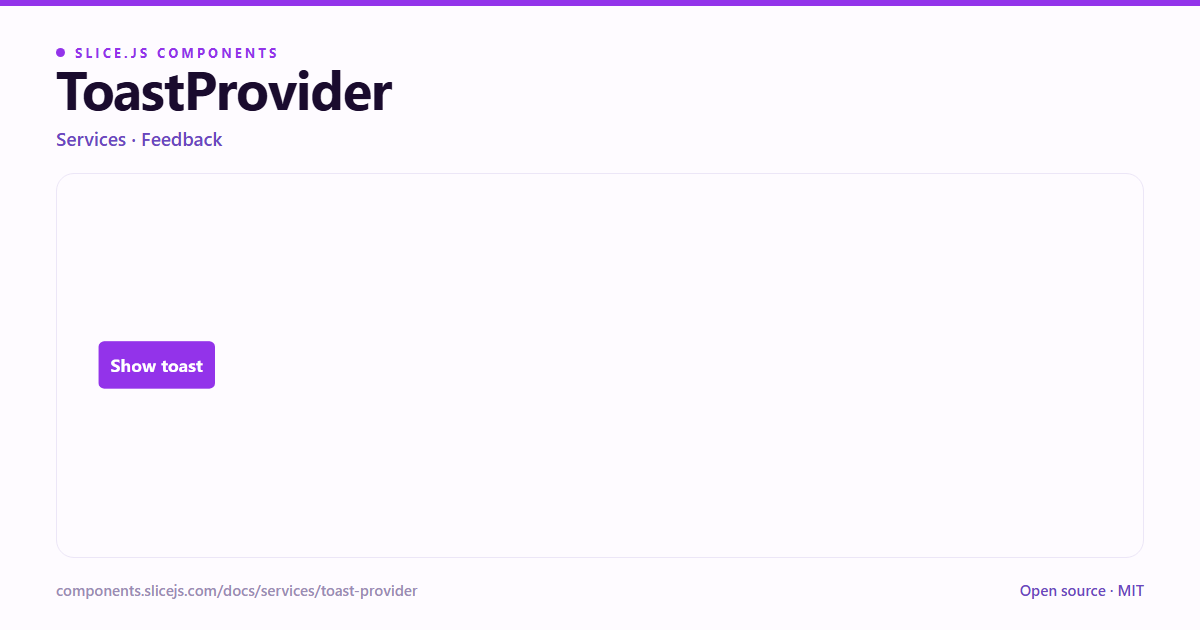 SLICE.JS COMPONENTS
ToastProvider
Services · Feedback
Show toast
components.slicejs.com/docs/services/toast-provider
Open source · MIT